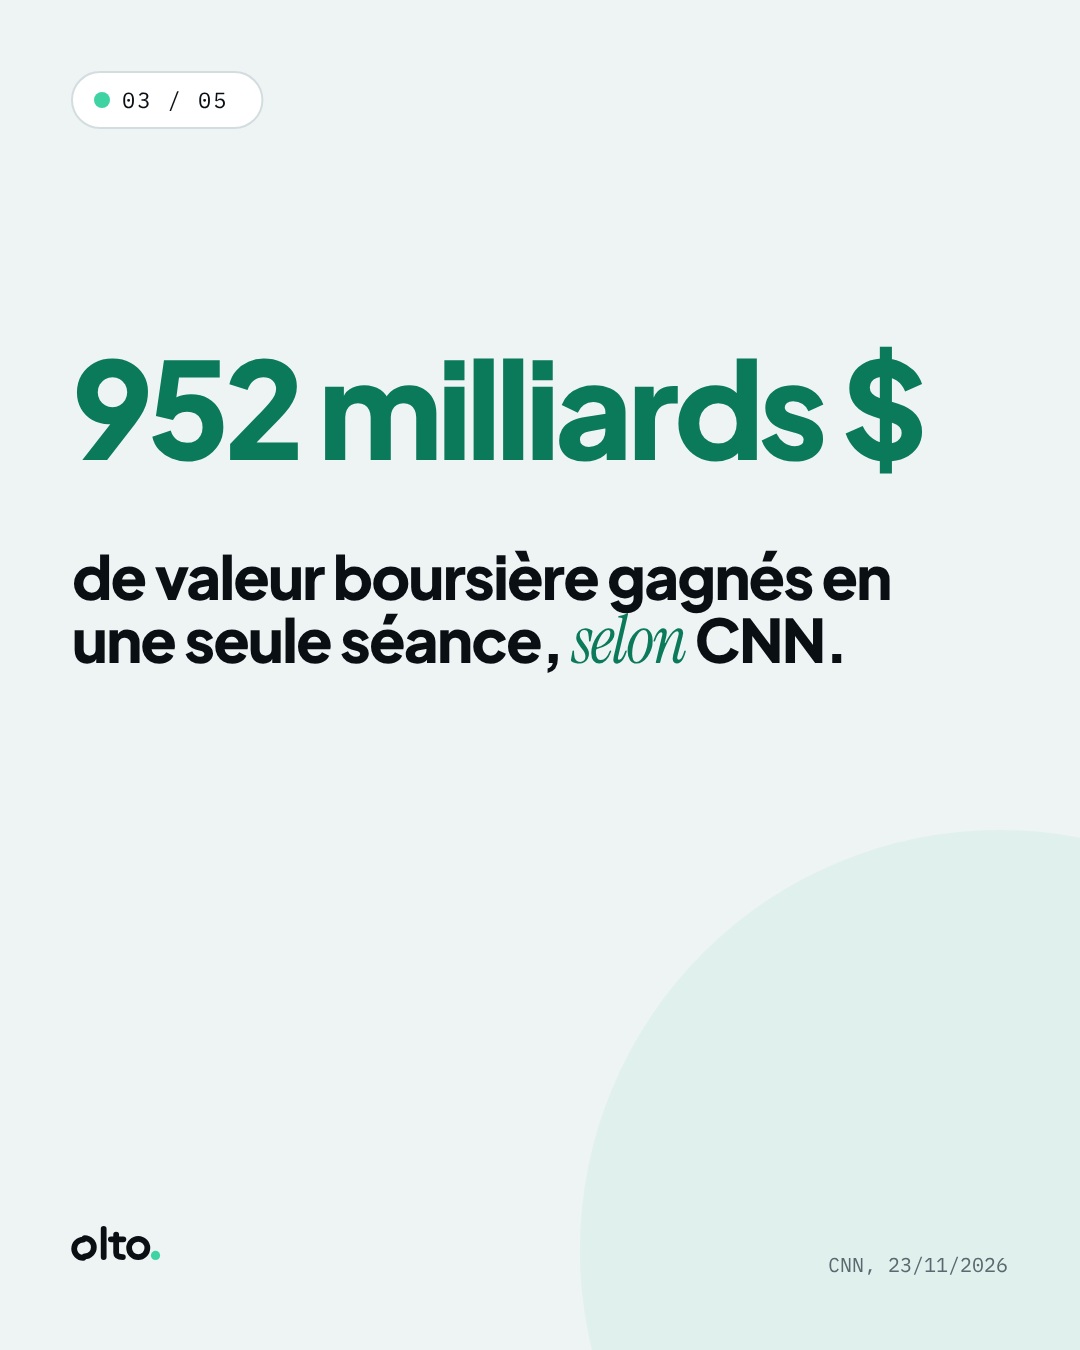 03 / 05
952 milliards $
de valeur boursière gagnés en
une seule séance, selon CNN.
olto.
CNN, 23/11/2026